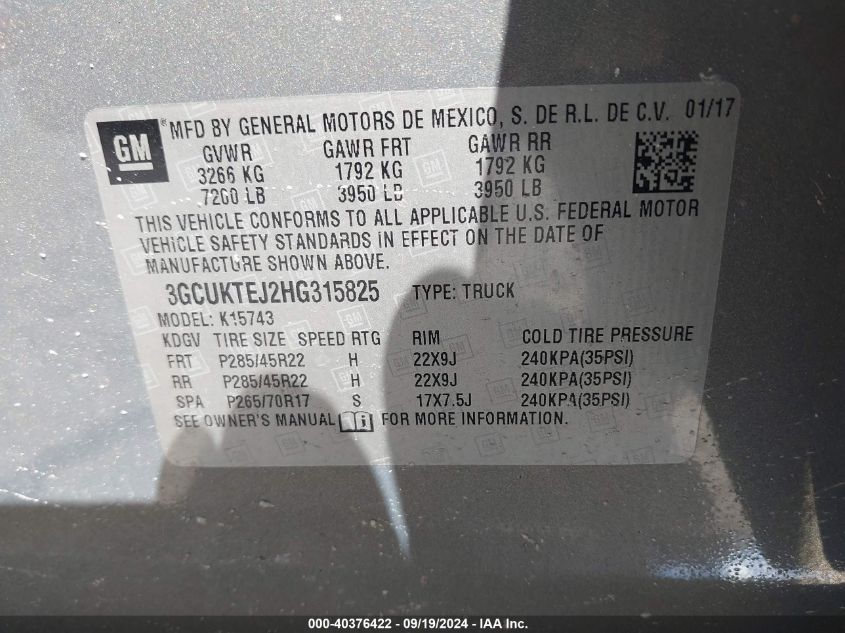 GM
® MFD BY GENERAL MOTORS DE MEXICO, S. DE R.L. DE C.V. 01/17
GVWR GAWR FRT GAWR RR
3266 KG 1792 KG 1792 KG
7200 LB 3950 LB 3950 LB
THIS VEHICLE CONFORMS TO ALL APPLICABLE U.S. FEDERAL MOTOR
VEHICLE SAFETY STANDARDS IN EFFECT ON THE DATE OF
MANUFACTURE SHOWN ABOVE.
3GCUKTEJ2HG315825 TYPE: TRUCK
MODEL: K15743
KDGV TIRE SIZE SPEED RTG RIM COLD TIRE PRESSURE
FRT P285/45R22 H 22X9J 240KPA(35PSI)
RR P285/45R22 H 22X9J 240KPA(35PSI)
SPA P265/70R17 S 17X7.5J 240KPA(35PSI)
SEE OWNER'S MANUAL FOR MORE INFORMATION.
000-40376422 - 09/19/2024 - IAA Inc.